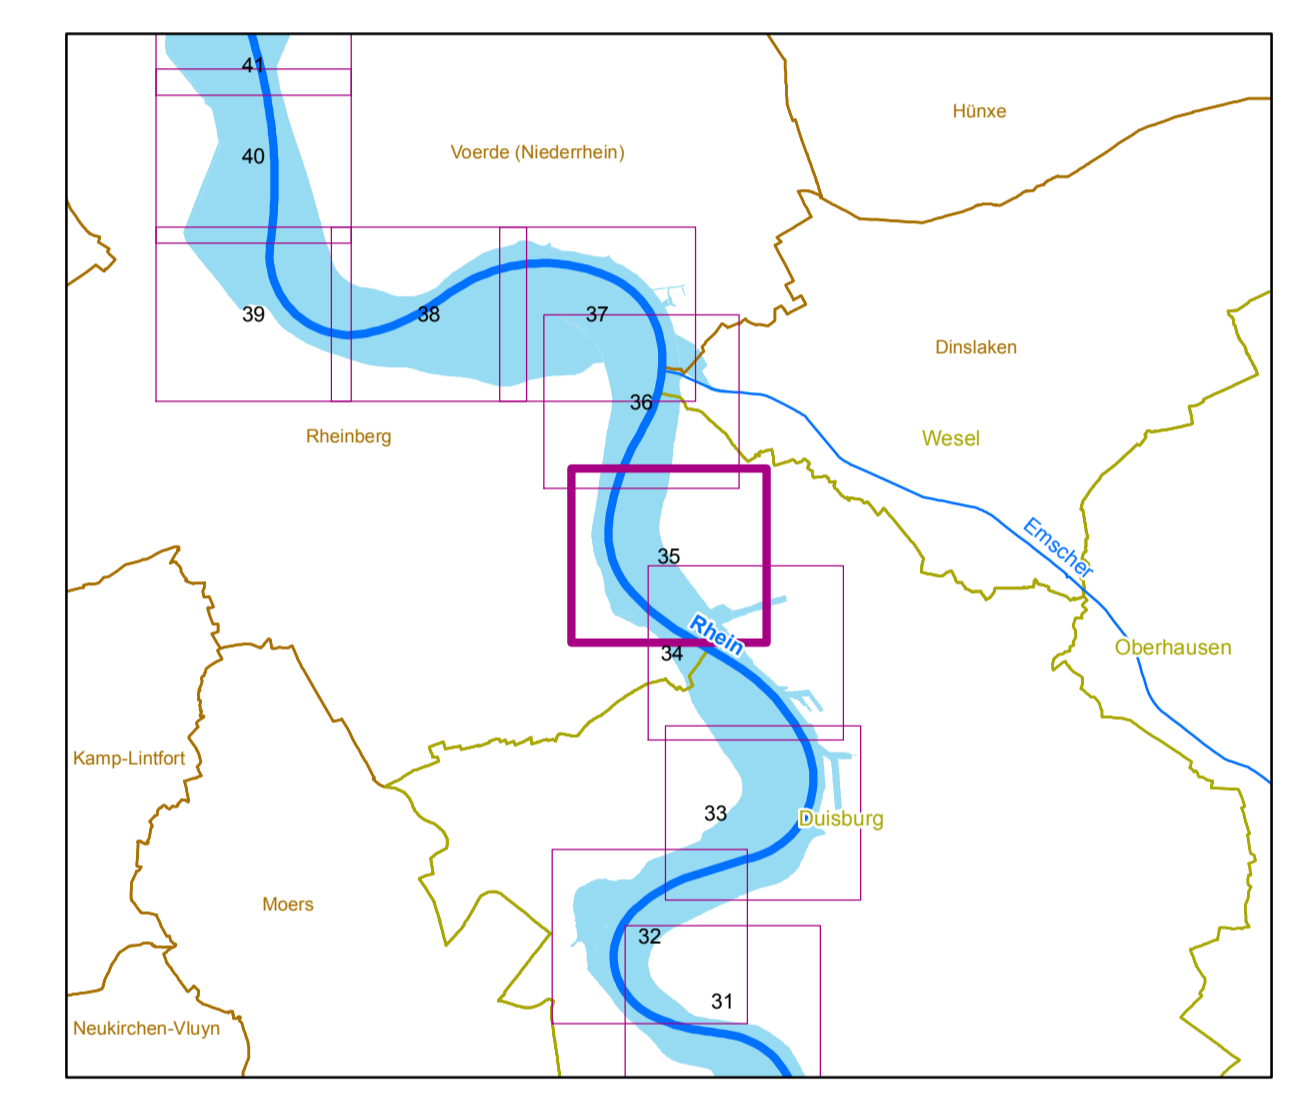 41
Hünxe
Voerde (Niederrhein)
40
39
38
37
Dinslaken
36
Rheinberg
Wesel
Emscher
35
Rhein
34
Oberhausen
Kamp-Lintfort
33
Duisburg
Moers
32
31
Neukirchen-Vluyn